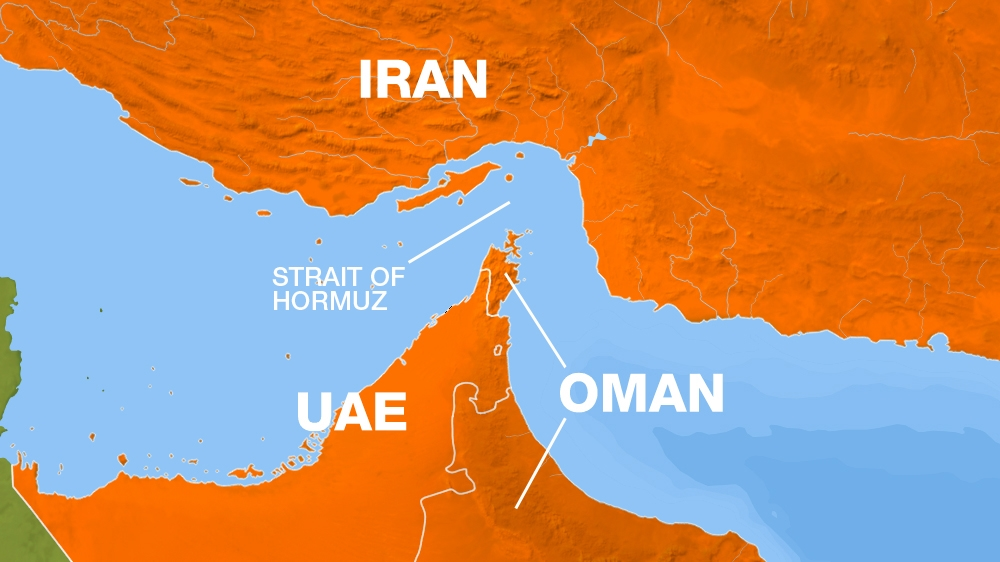 IRAN
STRAIT OF
HORMUZ
UAE
OMAN